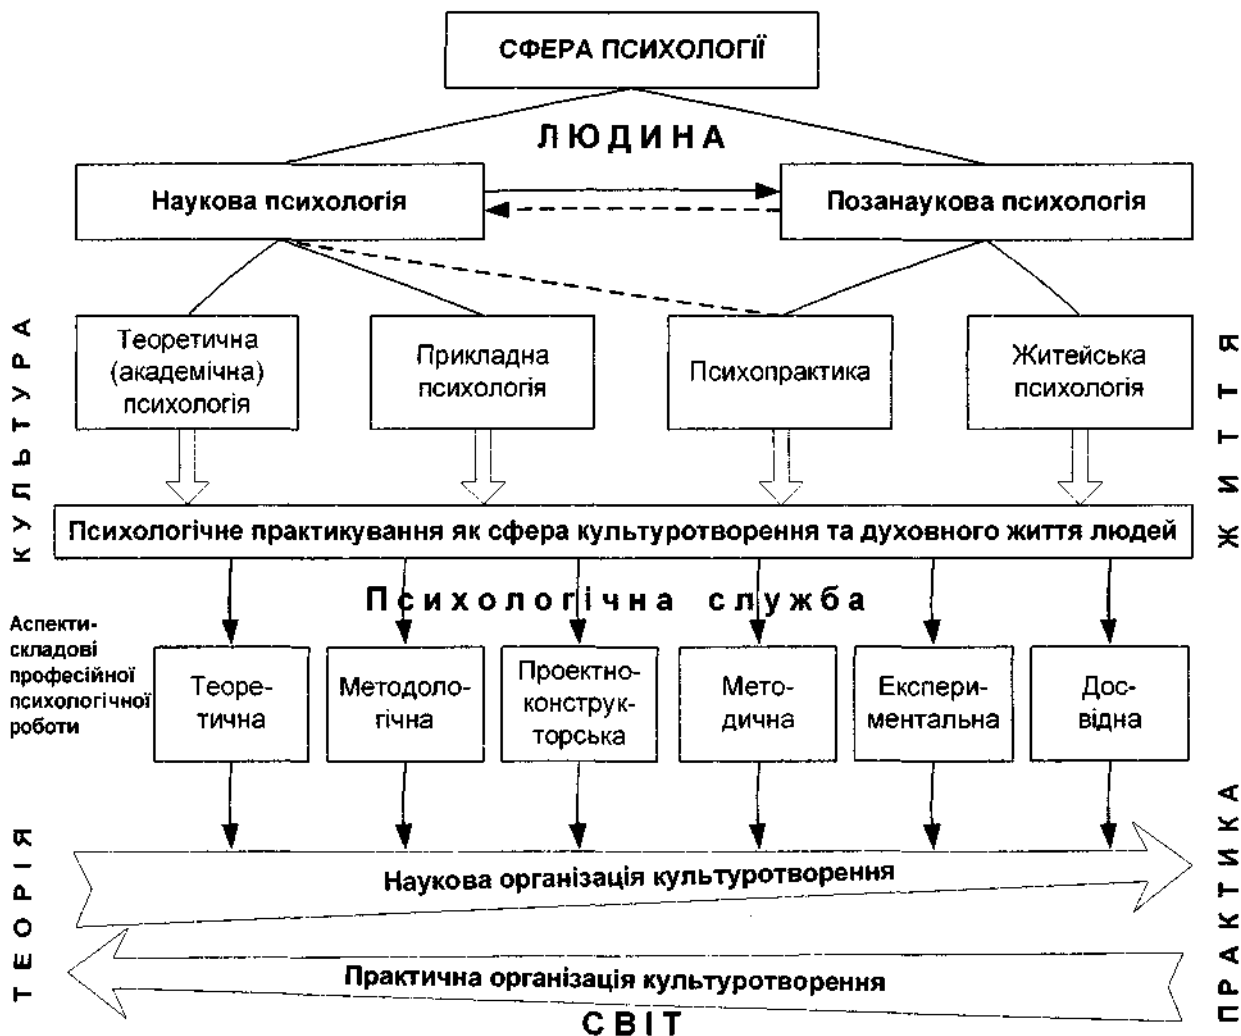 СФЕРА ПСИХОЛОГІЇ
ЛЮДИНА
Наукова психологія
Позанаукова психологія
КУЛЬТУРА
Теоретична
(академічна)
психологія
Прикладна
психологія
Психопрактика
Житейська
психологія
ЖИТТЯ
Психологічне практикування як сфера культуротворення та духовного життя людей
Психологічна служба
Аспекти-
складові
професійної
психологічної
роботи
Теоре-
тична
Методоло-
гічна
Проектно-
конструк-
торська
Мето-
дична
Експери-
ментальна
Дос-
відна
ТЕОРІЯ
Наукова організація культуротворення
ПРАКТИКА
Практична організація культуротворення
СВІТ